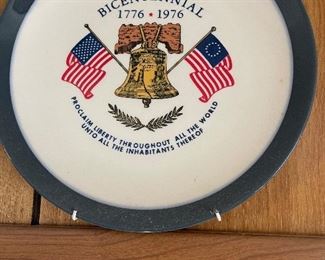 BICENTENNIAL
1776 • 1976
PROCLAIM LIBERTY THROUGHOUT ALL THE WORLD
UNTO ALL THE INHABITANTS THEREOF